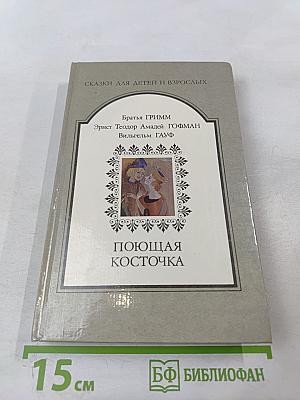 СКАЗКИ ДЛЯ ДЕТЕЙ И ВЗРОСЛЫХ
Братья ГРИММ
Эрнст Теодор Амадей ГОФМАН
Вильгельм ГАУФ
ПОЮЩАЯ
КОСТОЧКА
15 см
БФ БИБЛИОФАН